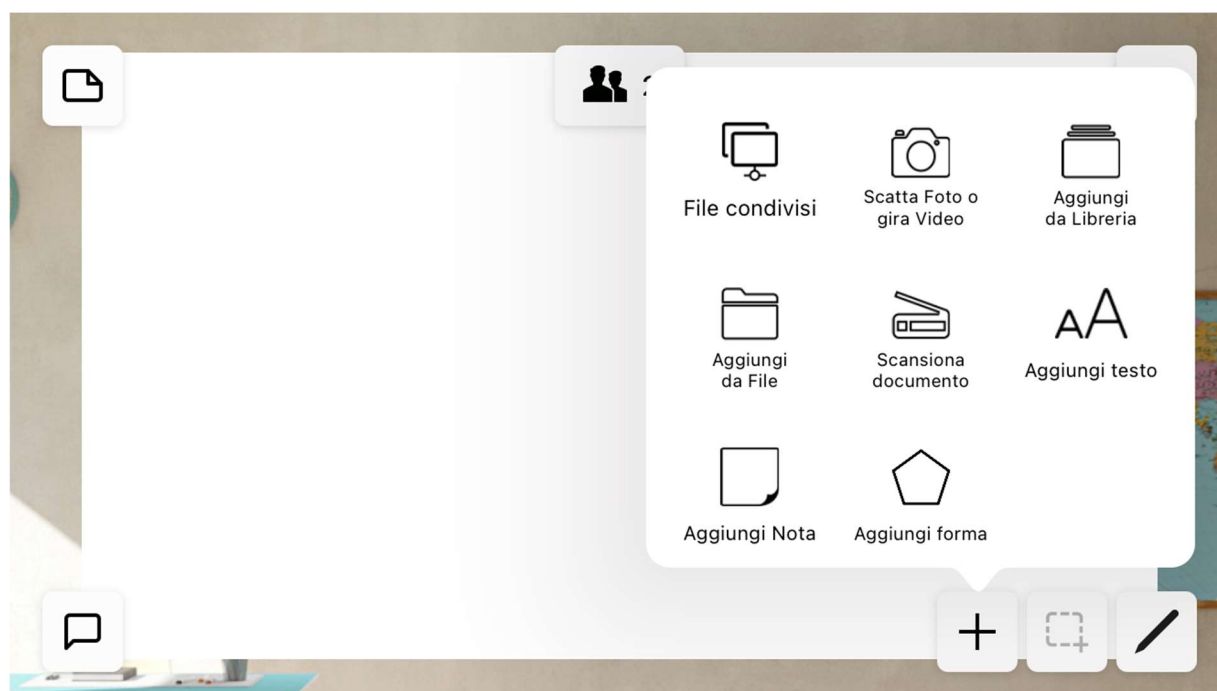 File condivisi
Scatta Foto o
gira Video
Aggiungi
da Libreria
Aggiungi
da File
Scansiona
documento
Aggiungi testo
Aggiungi Nota
Aggiungi forma